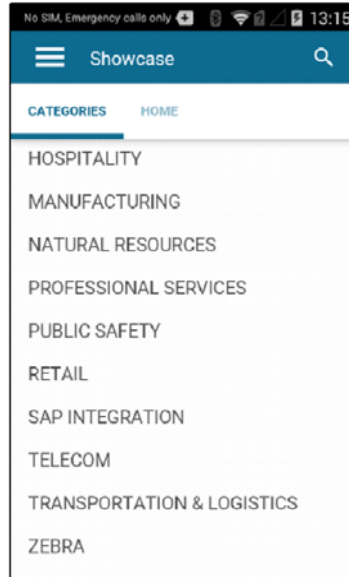 No SIM, Emergency calls only 13:15
Showcase
CATEGORIES HOME
HOSPITALITY
MANUFACTURING
NATURAL RESOURCES
PROFESSIONAL SERVICES
PUBLIC SAFETY
RETAIL
SAP INTEGRATION
TELECOM
TRANSPORTATION & LOGISTICS
ZEBRA